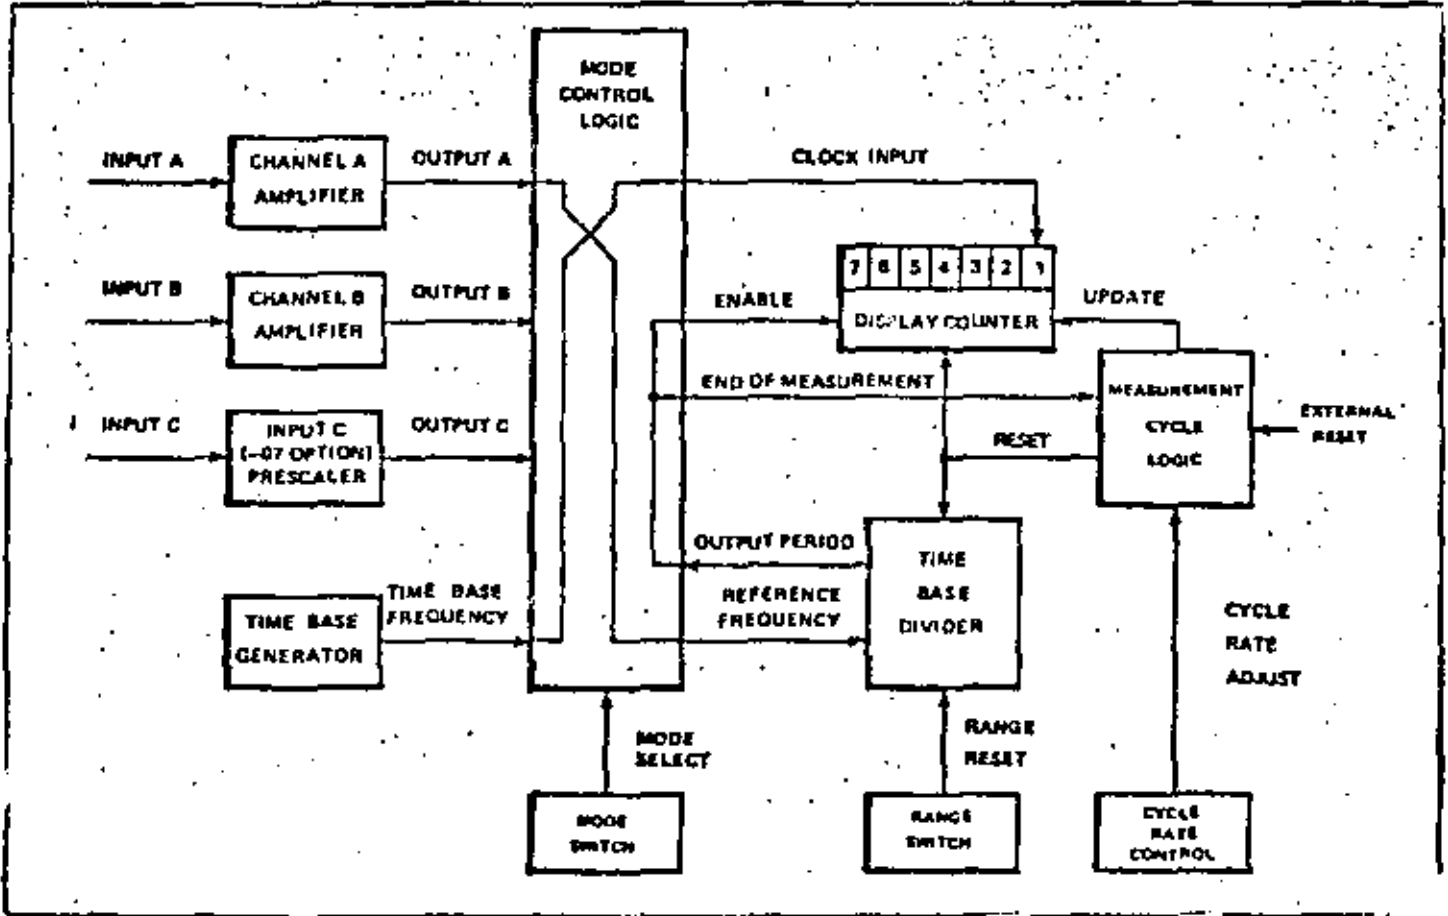 MODE
CONTROL
LOGIC
INPUT A
CHANNEL A
AMPLIFIER
OUTPUT A
CLOCK INPUT
7 6 5 4 3 2 1
DISPLAY COUNTER
INPUT B
CHANNEL B
AMPLIFIER
OUTPUT B
ENABLE
UPDATE
END OF MEASUREMENT
MEASUREMENT
CYCLE
LOGIC
EXTERNAL
RESET
INPUT C
INPUT C
(-07 OPTION)
PRESCALER
OUTPUT C
RESET
OUTPUT PERIOD
TIME
BASE
DIVIDER
TIME BASE
GENERATOR
TIME BASE
FREQUENCY
REFERENCE
FREQUENCY
CYCLE
RATE
ADJUST
MODE
SELECT
RANGE
RESET
MODE
SWITCH
RANGE
SWITCH
CYCLE
RATE
CONTROL